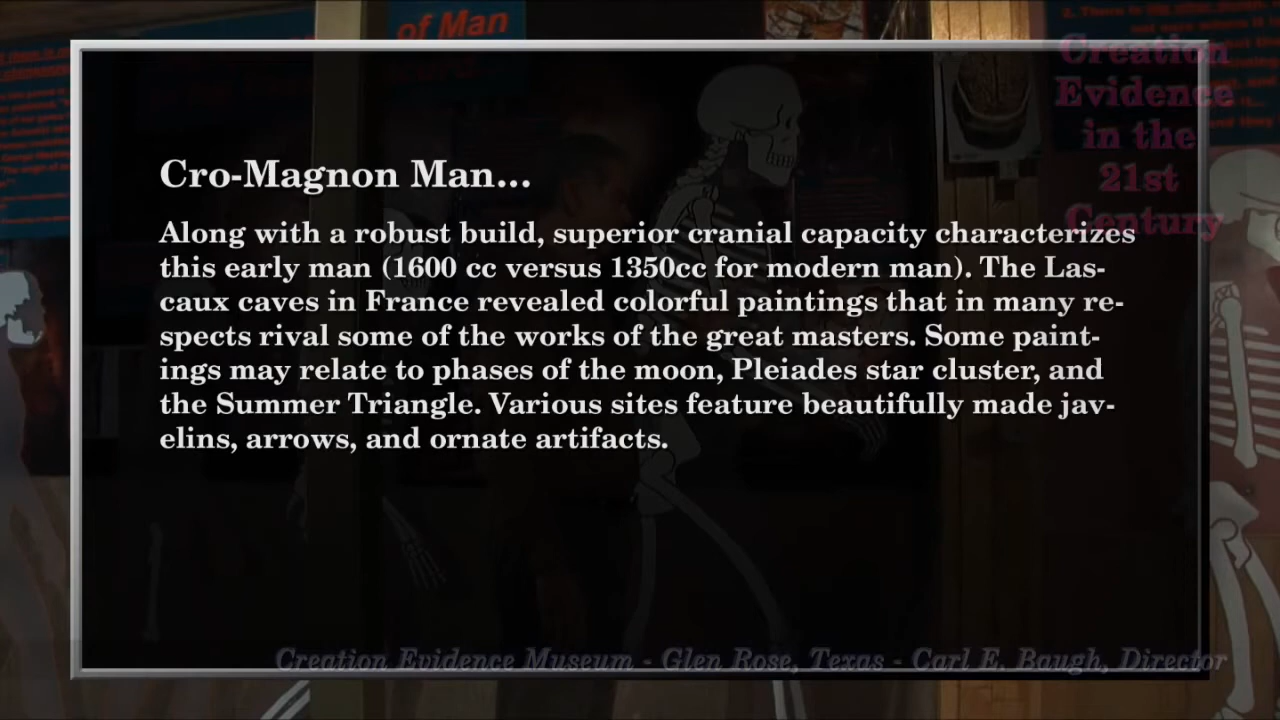 of Man
Creation
Evidence
in the
21st
Century
Cro-Magnon Man...
Along with a robust build, superior cranial capacity characterizes
this early man (1600 cc versus 1350cc for modern man). The Las-
caux caves in France revealed colorful paintings that in many re-
spects rival some of the works of the great masters. Some paint-
ings may relate to phases of the moon, Pleiades star cluster, and
the Summer Triangle. Various sites feature beautifully made jav-
elins, arrows, and ornate artifacts.
Creation Evidence Museum - Glen Rose, Texas - Carl E. Baugh, Director